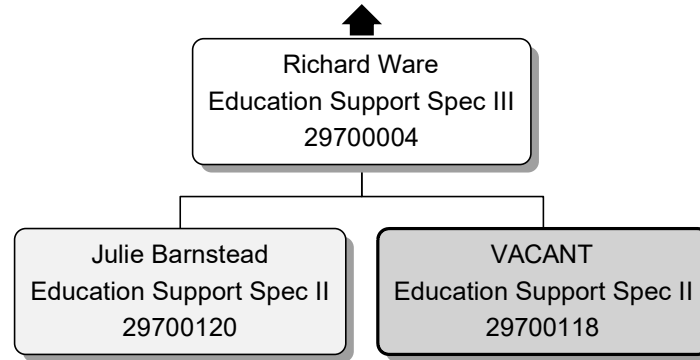 Richard Ware
Education Support Spec III
29700004
Julie Barnstead
Education Support Spec II
29700120
VACANT
Education Support Spec II
29700118